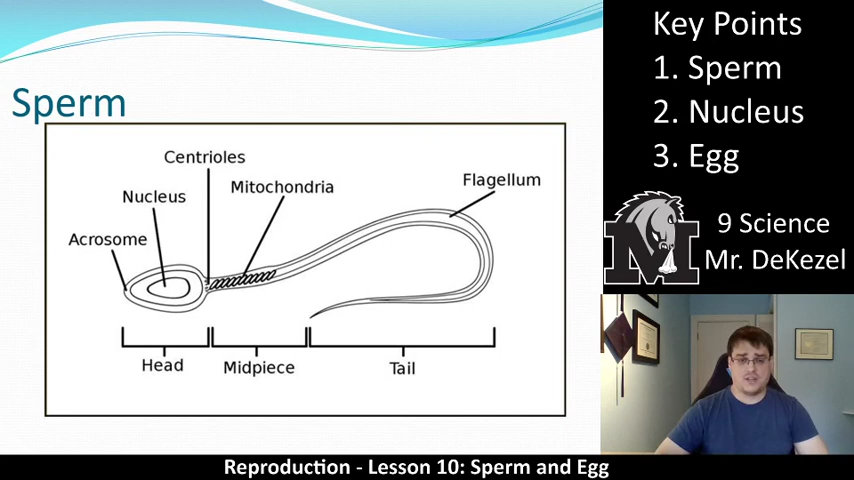 Sperm
Centrioles
Nucleus
Mitochondria
Flagellum
Acrosome
Head
Midpiece
Tail
Key Points
1. Sperm
2. Nucleus
3. Egg
M
9 Science
Mr. DeKezel
Reproduction - Lesson 10: Sperm and Egg